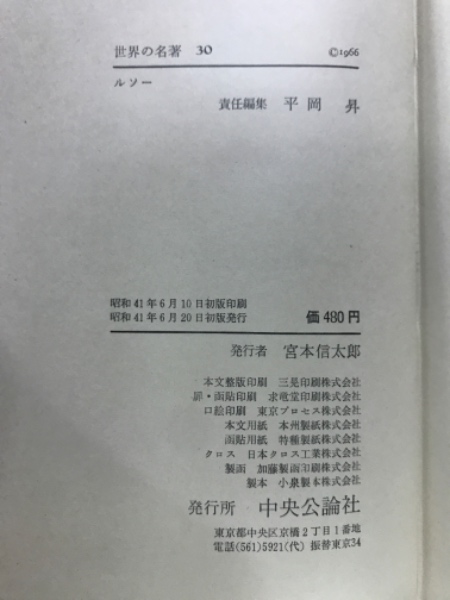 世界の名著 30 ©1966
ルソー
責任編集 平岡 昇
昭和41年6月10日初版印刷
昭和41年6月20日初版発行 価480円
発行者 宮本信太郎
本文整版印刷 三晃印刷株式会社
扉・函貼印刷 求竜堂印刷株式会社
口絵印刷 東京プロセス株式会社
本文用紙 本州製紙株式会社
函貼用紙 特種製紙株式会社
クロス 日本クロス工業株式会社
製函 加藤製函印刷株式会社
製本 小泉製本株式会社
発行所 中央公論社
東京都中央区京橋2丁目1番地
電話(561)5921(代) 振替東京34